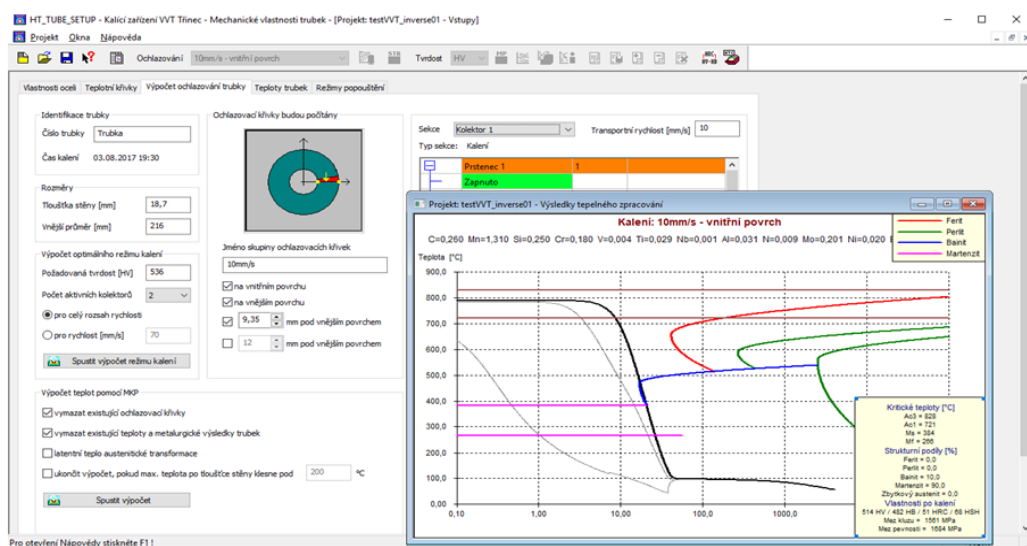 HT_TUBE_SETUP - Kalící zařízení VVT Třinec - Mechanické vlastnosti trubek - [Projekt: testVVT_inverse01 - Vstupy]
Projekt Okna Nápověda
Ochlazování 10mm/s - vnitřní povrch STR Tvrdost HV
Vlastnosti oceli Teplotní křivky Výpočet ochlazování trubky Teploty trubek Režimy popouštění
Identifikace trubky
Číslo trubky Trubka
Čas kalení 03.08.2017 19:30
Rozměry
Tloušťka stěny [mm] 18,7
Vnější průměr [mm] 216
Výpočet optimálního režimu kalení
Požadovaná tvrdost [HV] 536
Počet aktivních kolektorů 2
pro celý rozsah rychlosti
pro rychlost [mm/s] 70
Spustit výpočet režimu kalení
Výpočet teplot pomocí MKP
vymazat existující ochlazovací křivky
vymazat existující teploty a metalurgické výsledky trubek
latentní teplo austenitické transformace
ukončit výpočet, pokud max. teplota po tloušťce stěny klesne pod 200 °C
Spustit výpočet
Ochlazovací křivky budou počítány
Jméno skupiny ochlazovacích křivek
10mm/s
na vnitřním povrchu
na vnějším povrchu
9,35 mm pod vnějším povrchem
12 mm pod vnějším povrchem
Sekce Kolektor 1 Transportní rychlost [mm/s] 10
Typ sekce: Kalení
Prstenec 1 1
Zapnuto
Projekt: testVVT_inverse01 - Výsledky tepelného zpracování
Kalení: 10mm/s - vnitřní povrch
C=0,260 Mn=1,310 Si=0,250 Cr=0,180 V=0,004 Ti=0,029 Nb=0,001 Al=0,031 N=0,009 Mo=0,201 Ni=0,020
Ferit
Perlit
Bainit
Martenzit
Teplota [°C]
900,0
800,0
700,0
600,0
500,0
400,0
300,0
200,0
100,0
0,00
0,10 1,00 10,00 100,0 1000,0
Kritické teploty [°C]
Ac3 = 828
Ac1 = 721
Ms = 384
Mf = 266
Strukturní podíly [%]
Ferit = 0,0
Perlit = 0,0
Bainit = 10,0
Martenzit = 90,0
Zbytkový austenit = 0,0
Vlastnosti po kalení
514 HV / 482 HB / 51 HRC / 68 HSH
Mez kluzu = 1561 MPa
Mez pevnosti = 1684 MPa
Pro otevření Nápovědy stiskněte F1 !